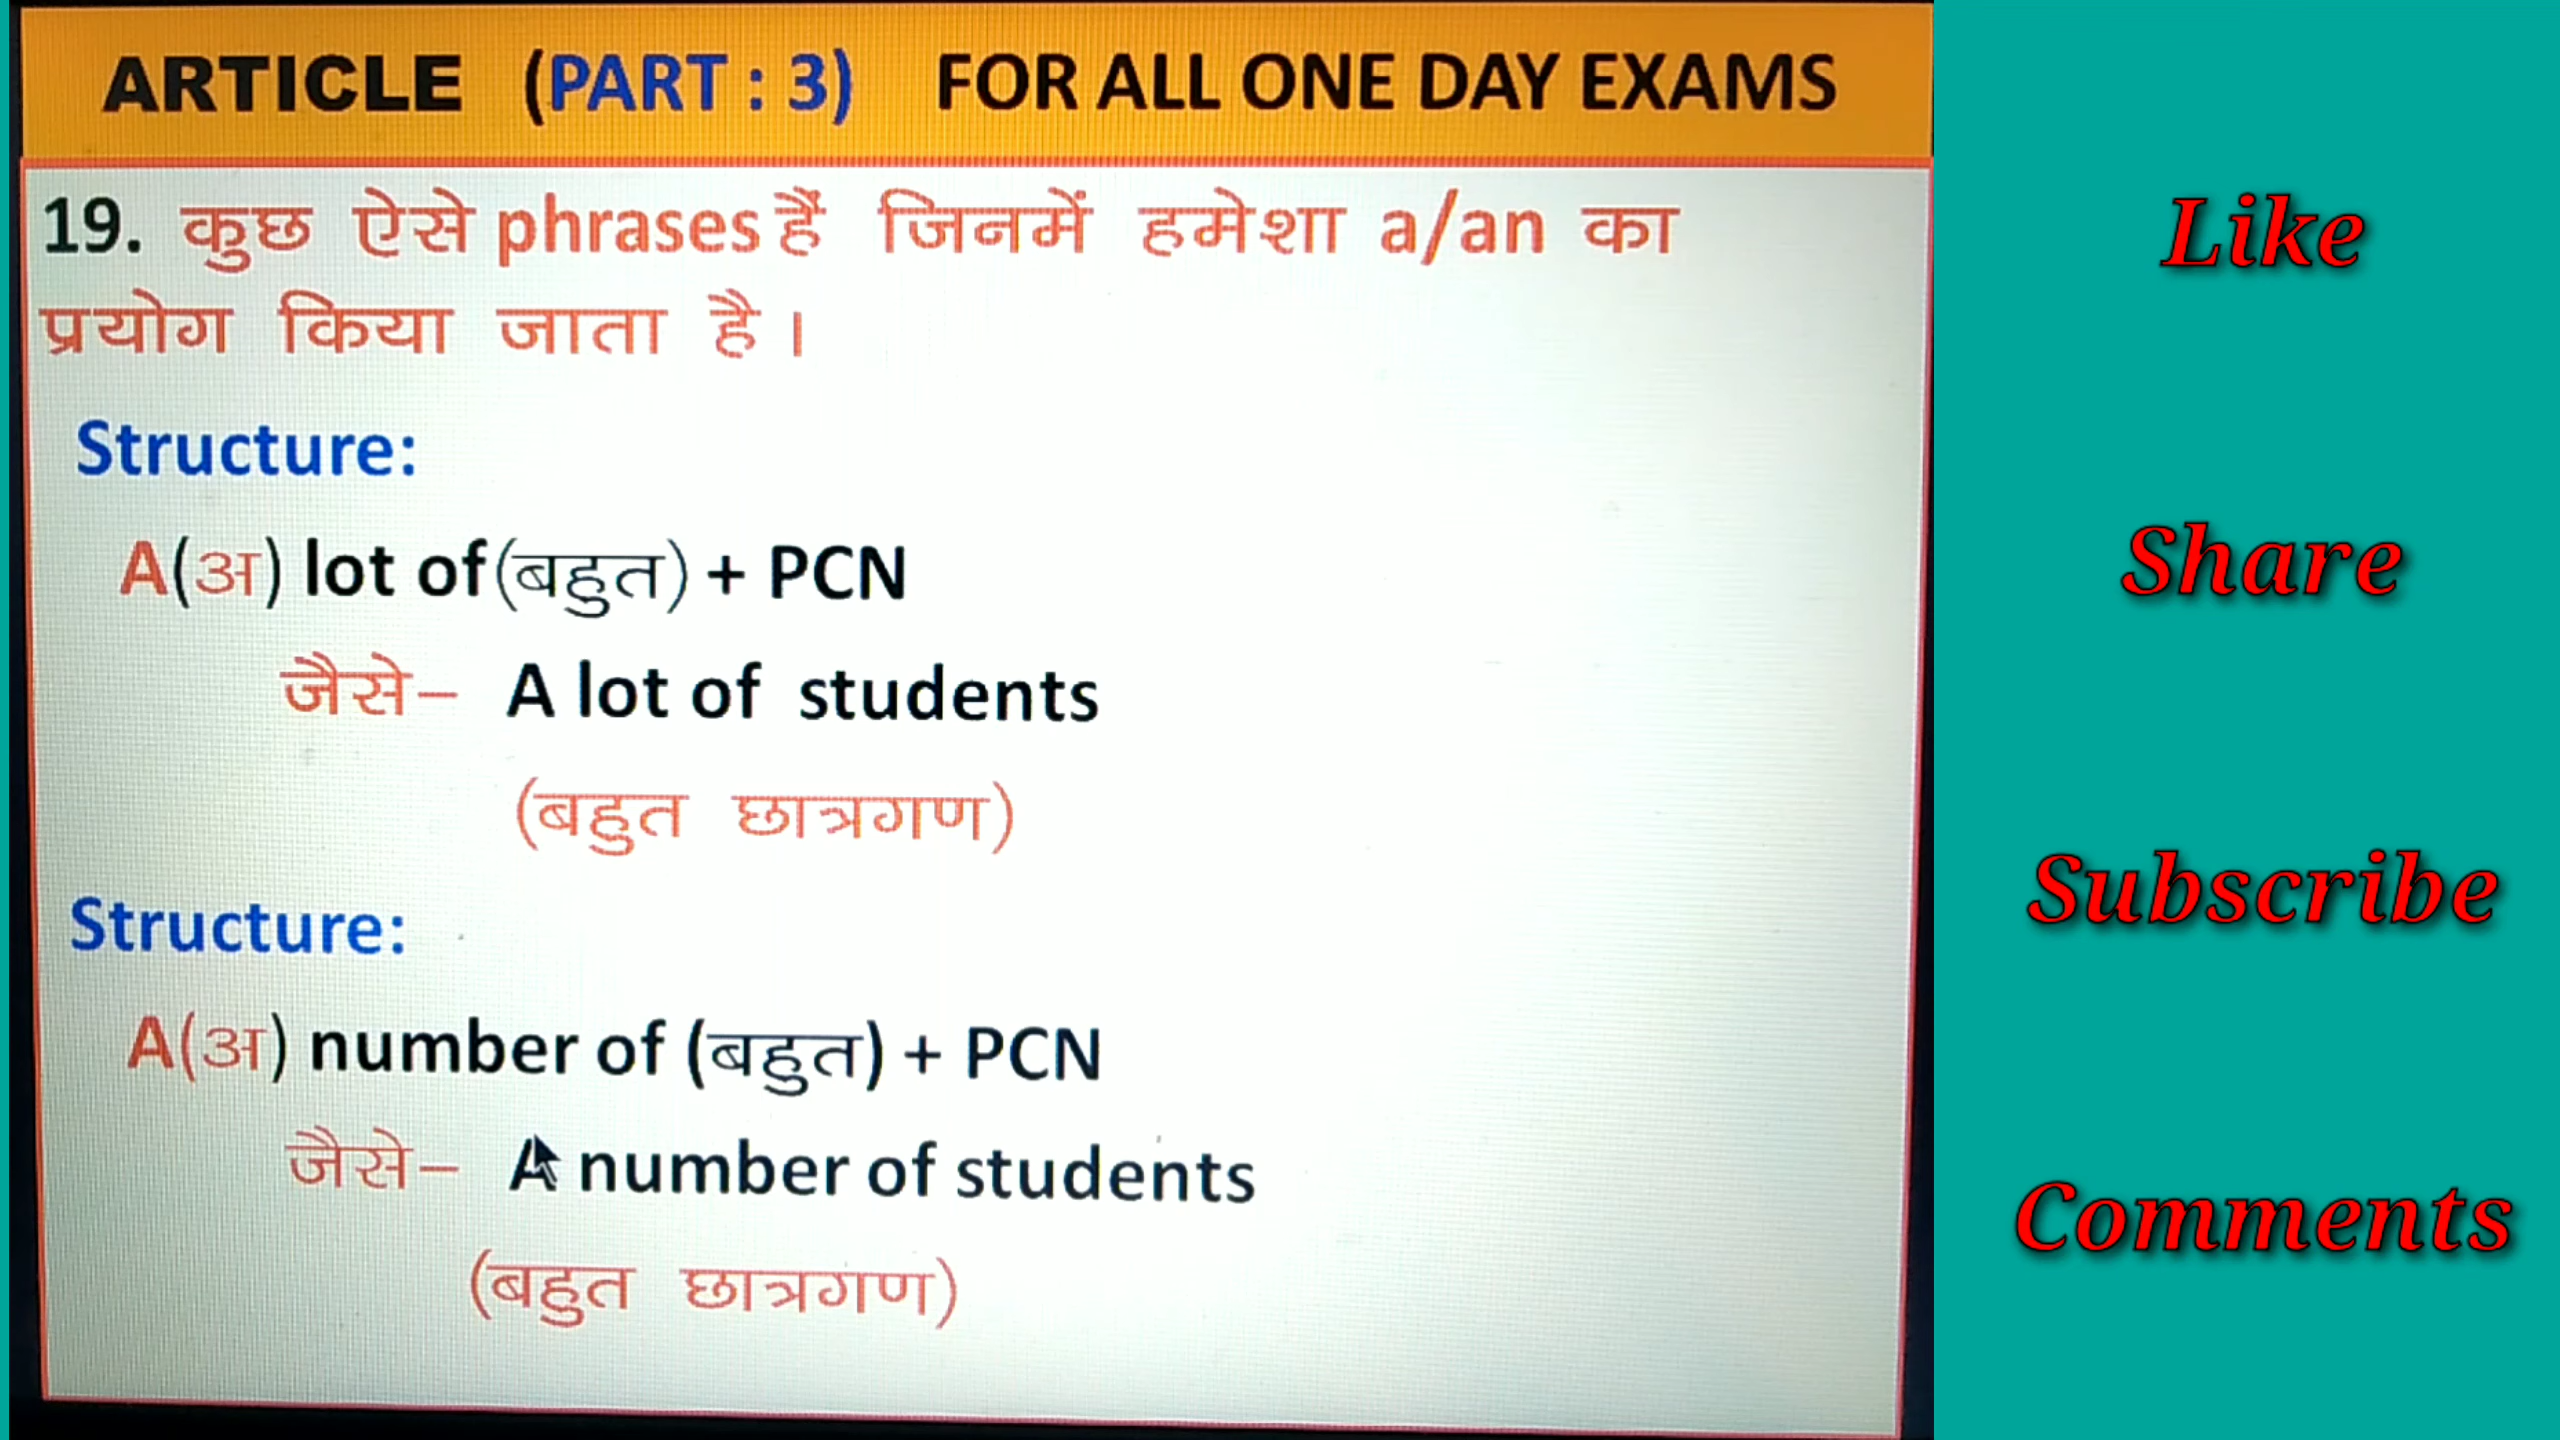 ARTICLE (PART : 3) FOR ALL ONE DAY EXAMS
19. कुछ ऐसे phrases हैं जिनमें हमेशा a/an का
प्रयोग किया जाता है ।
Structure:
A(अ) lot of(बहुत) + PCN
जैसे– A lot of students
(बहुत छात्रगण)
Structure:
A(अ) number of (बहुत) + PCN
जैसे– A number of students
(बहुत छात्रगण)
Like
Share
Subscribe
Comments